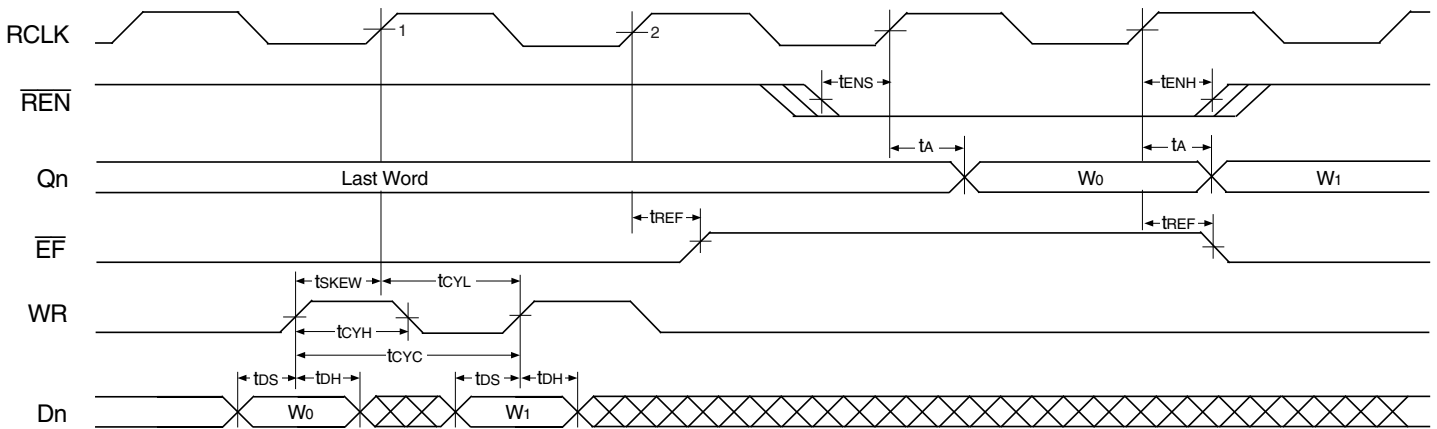 RCLK 1 2
REN tENS tENH
tA tA
Qn Last Word W0 W1
tREF tREF
EF
tSKEW tCYL
WR
tCYH
tCYC
tDS tDH tDS tDH
Dn W0 W1